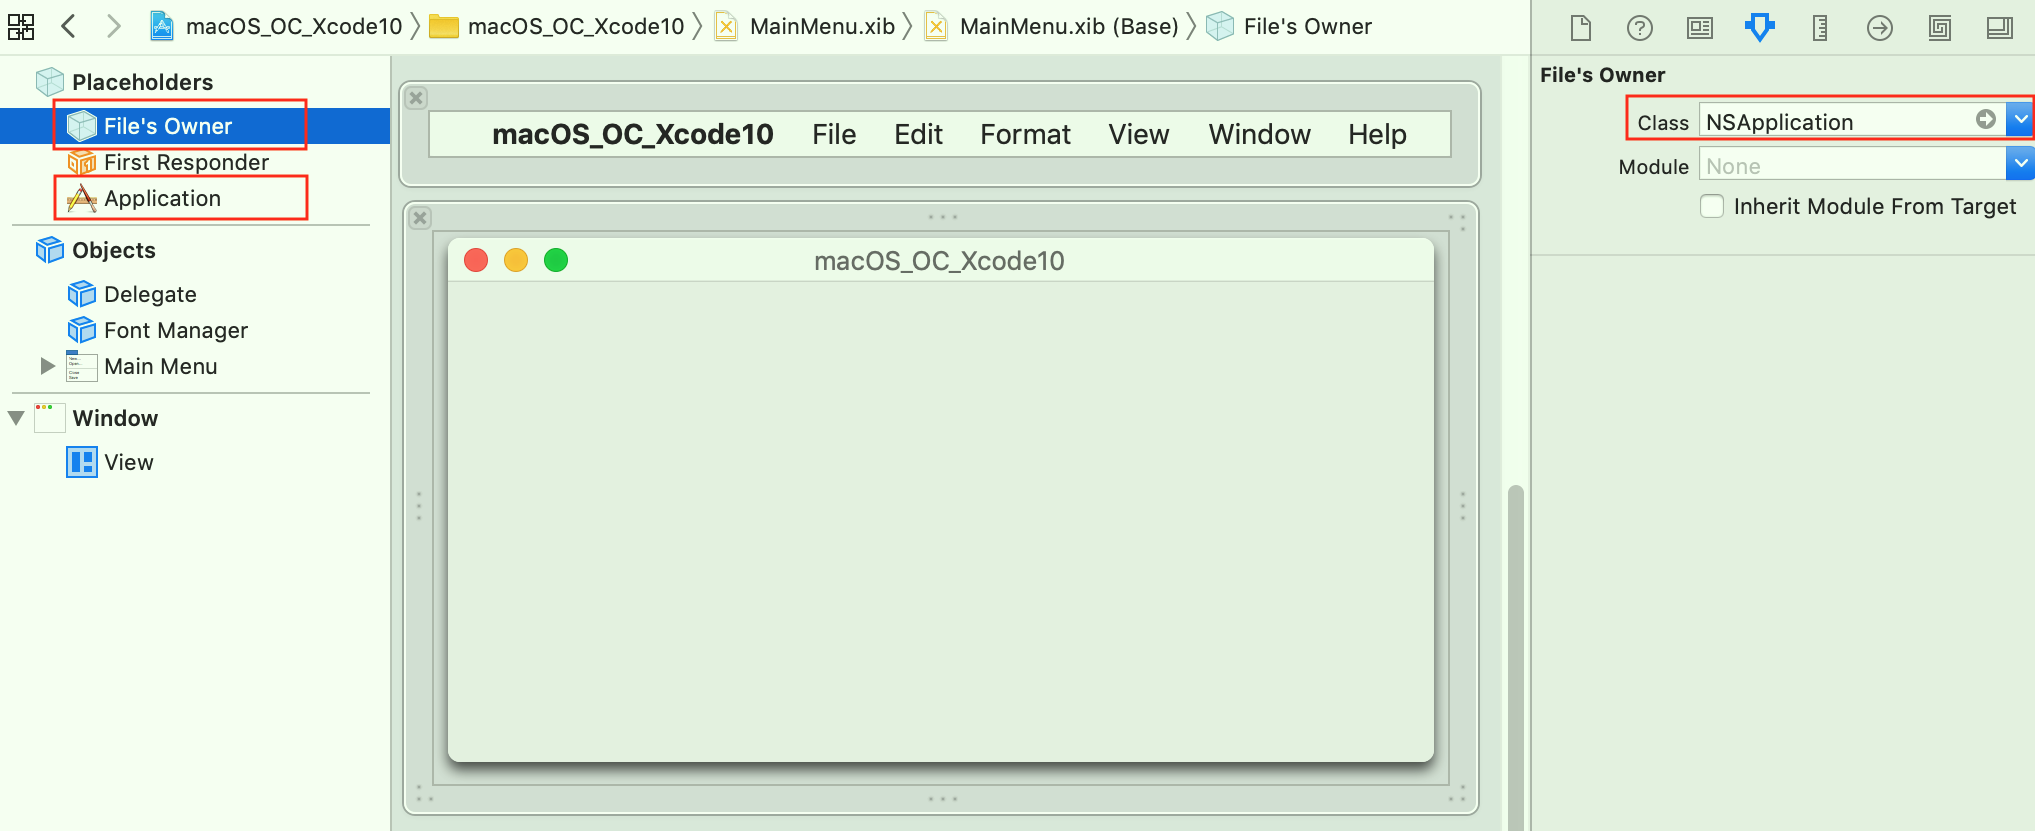 macOS_OC_Xcode10 macOS_OC_Xcode10 MainMenu.xib MainMenu.xib (Base) File's Owner
Placeholders
File's Owner
First Responder
Application
Objects
Delegate
Font Manager
Main Menu
Window
View
macOS_OC_Xcode10 File Edit Format View Window Help
macOS_OC_Xcode10
File's Owner
Class NSApplication
Module None
Inherit Module From Target